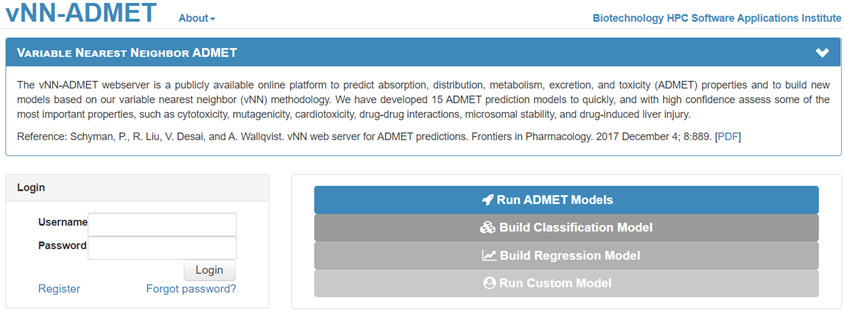 vNN-ADMET
About
Biotechnology HPC Software Applications Institute
VARIABLE NEAREST NEIGHBOR ADMET
The vNN-ADMET webserver is a publicly available online platform to predict absorption, distribution, metabolism, excretion, and toxicity (ADMET) properties and to build new
models based on our variable nearest neighbor (vNN) methodology. We have developed 15 ADMET prediction models to quickly, and with high confidence assess some of the
most important properties, such as cytotoxicity, mutagenicity, cardiotoxicity, drug-drug interactions, microsomal stability, and drug-induced liver injury.
Reference: Schyman, P., R. Liu, V. Desai, and A. Wallqvist. vNN web server for ADMET predictions. Frontiers in Pharmacology. 2017 December 4; 8:889. [PDF]
Login
Username
Password
Login
Register
Forgot password?
Run ADMET Models
Build Classification Model
Build Regression Model
Run Custom Model